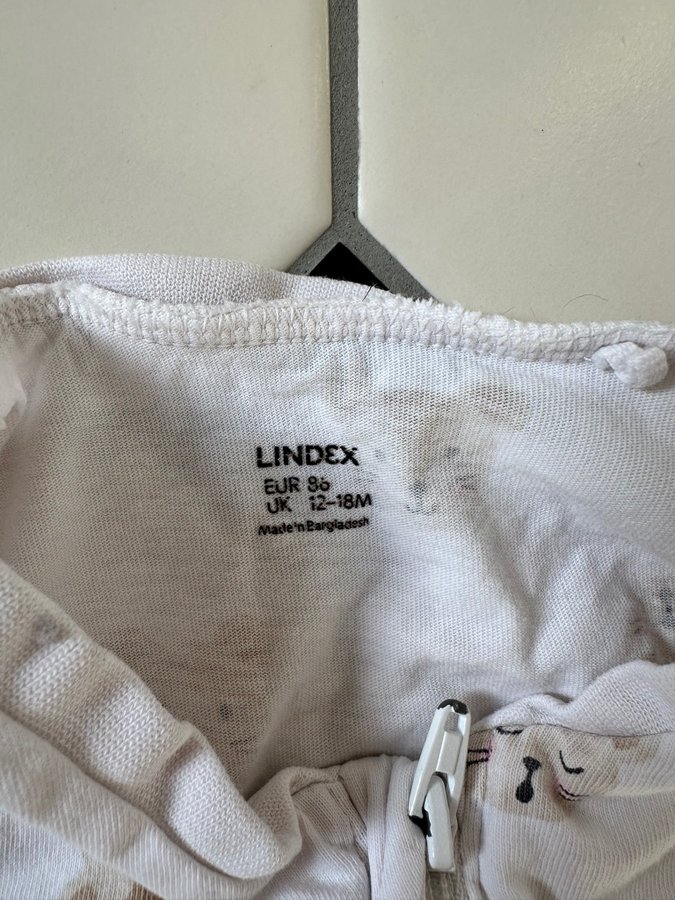 LINDEX
EUR 86
UK 12-18M
Made in Bangladesh